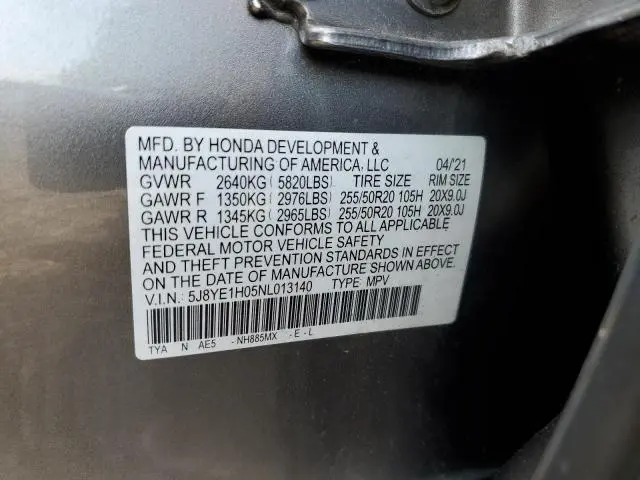 MFD. BY HONDA DEVELOPMENT &
MANUFACTURING OF AMERICA, LLC 04/'21
GVWR 2640KG(5820LBS) TIRE SIZE RIM SIZE
GAWR F 1350KG(2976LBS) 255/50R20 105H 20X9.0J
GAWR R 1345KG(2965LBS) 255/50R20 105H 20X9.0J
THIS VEHICLE CONFORMS TO ALL APPLICABLE
FEDERAL MOTOR VEHICLE SAFETY
AND THEFT PREVENTION STANDARDS IN EFFECT
ON THE DATE OF MANUFACTURE SHOWN ABOVE.
V.I.N.: 5J8YE1H05NL013140 TYPE: MPV
TYA N AE5 -NH885MX -E-L